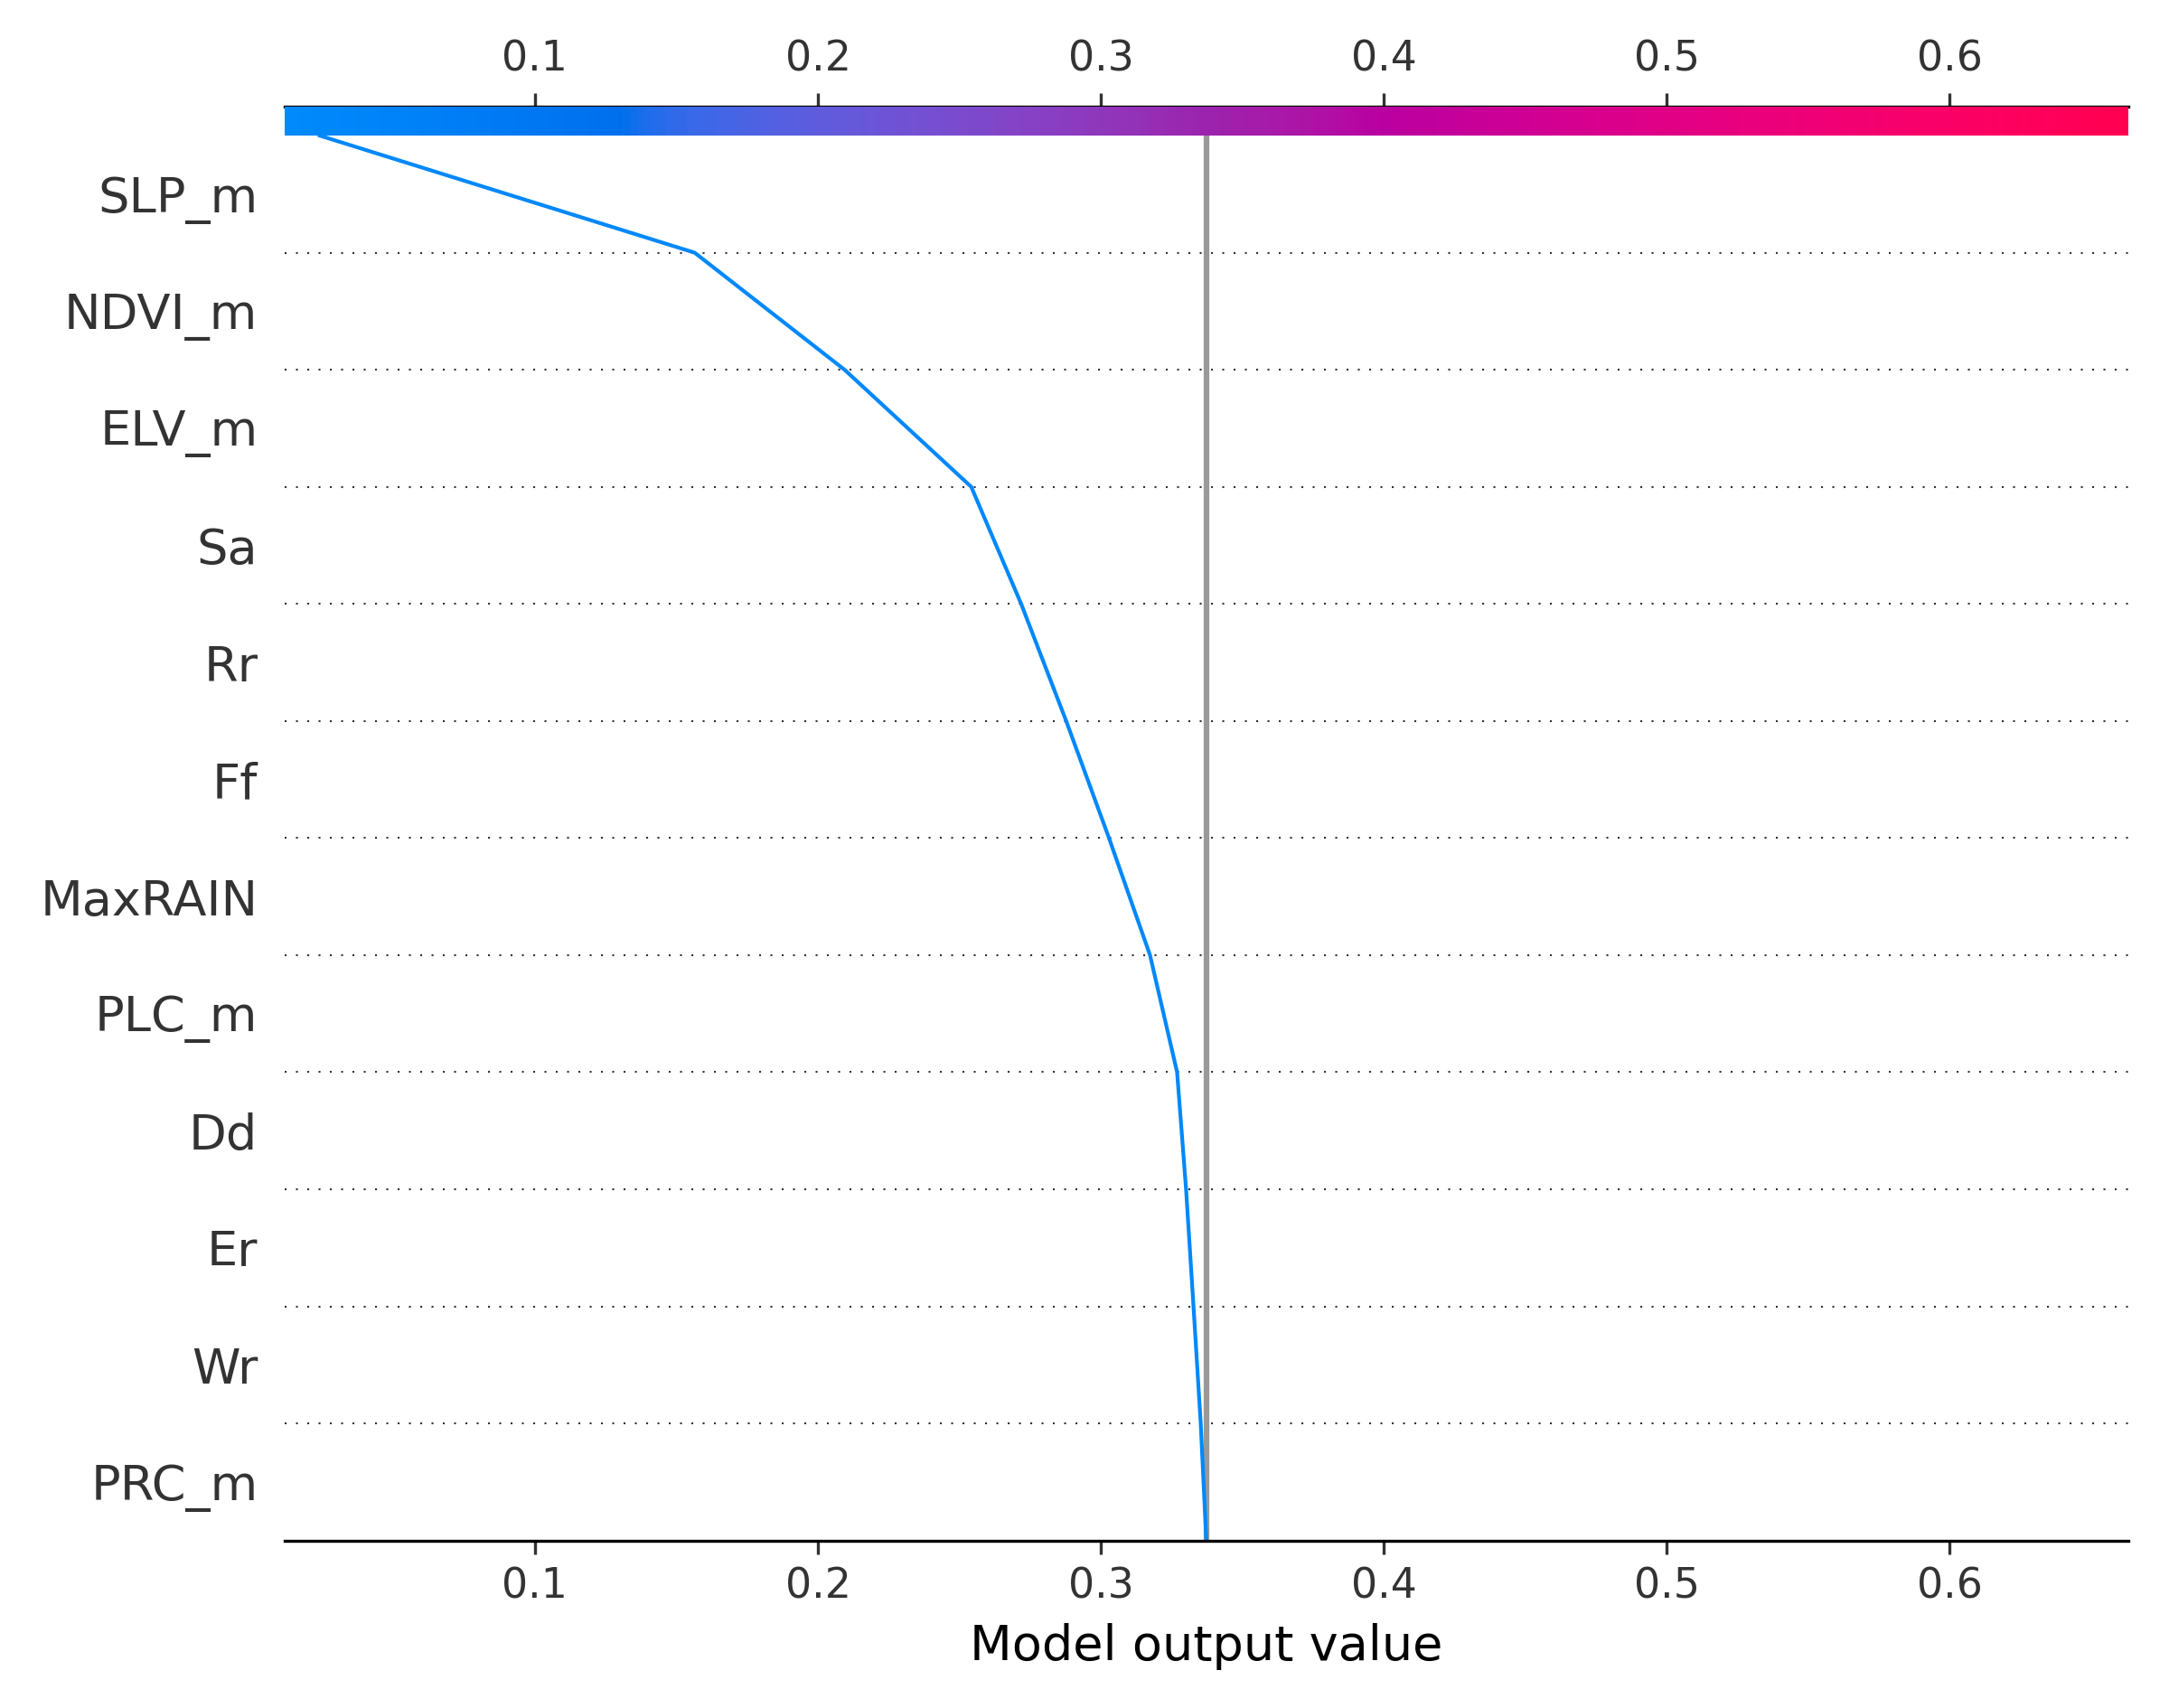 0.1 0.2 0.3 0.4 0.5 0.6
SLP_m
NDVI_m
ELV_m
Sa
Rr
Ff
MaxRAIN
PLC_m
Dd
Er
Wr
PRC_m
0.1 0.2 0.3 0.4 0.5 0.6
Model output value